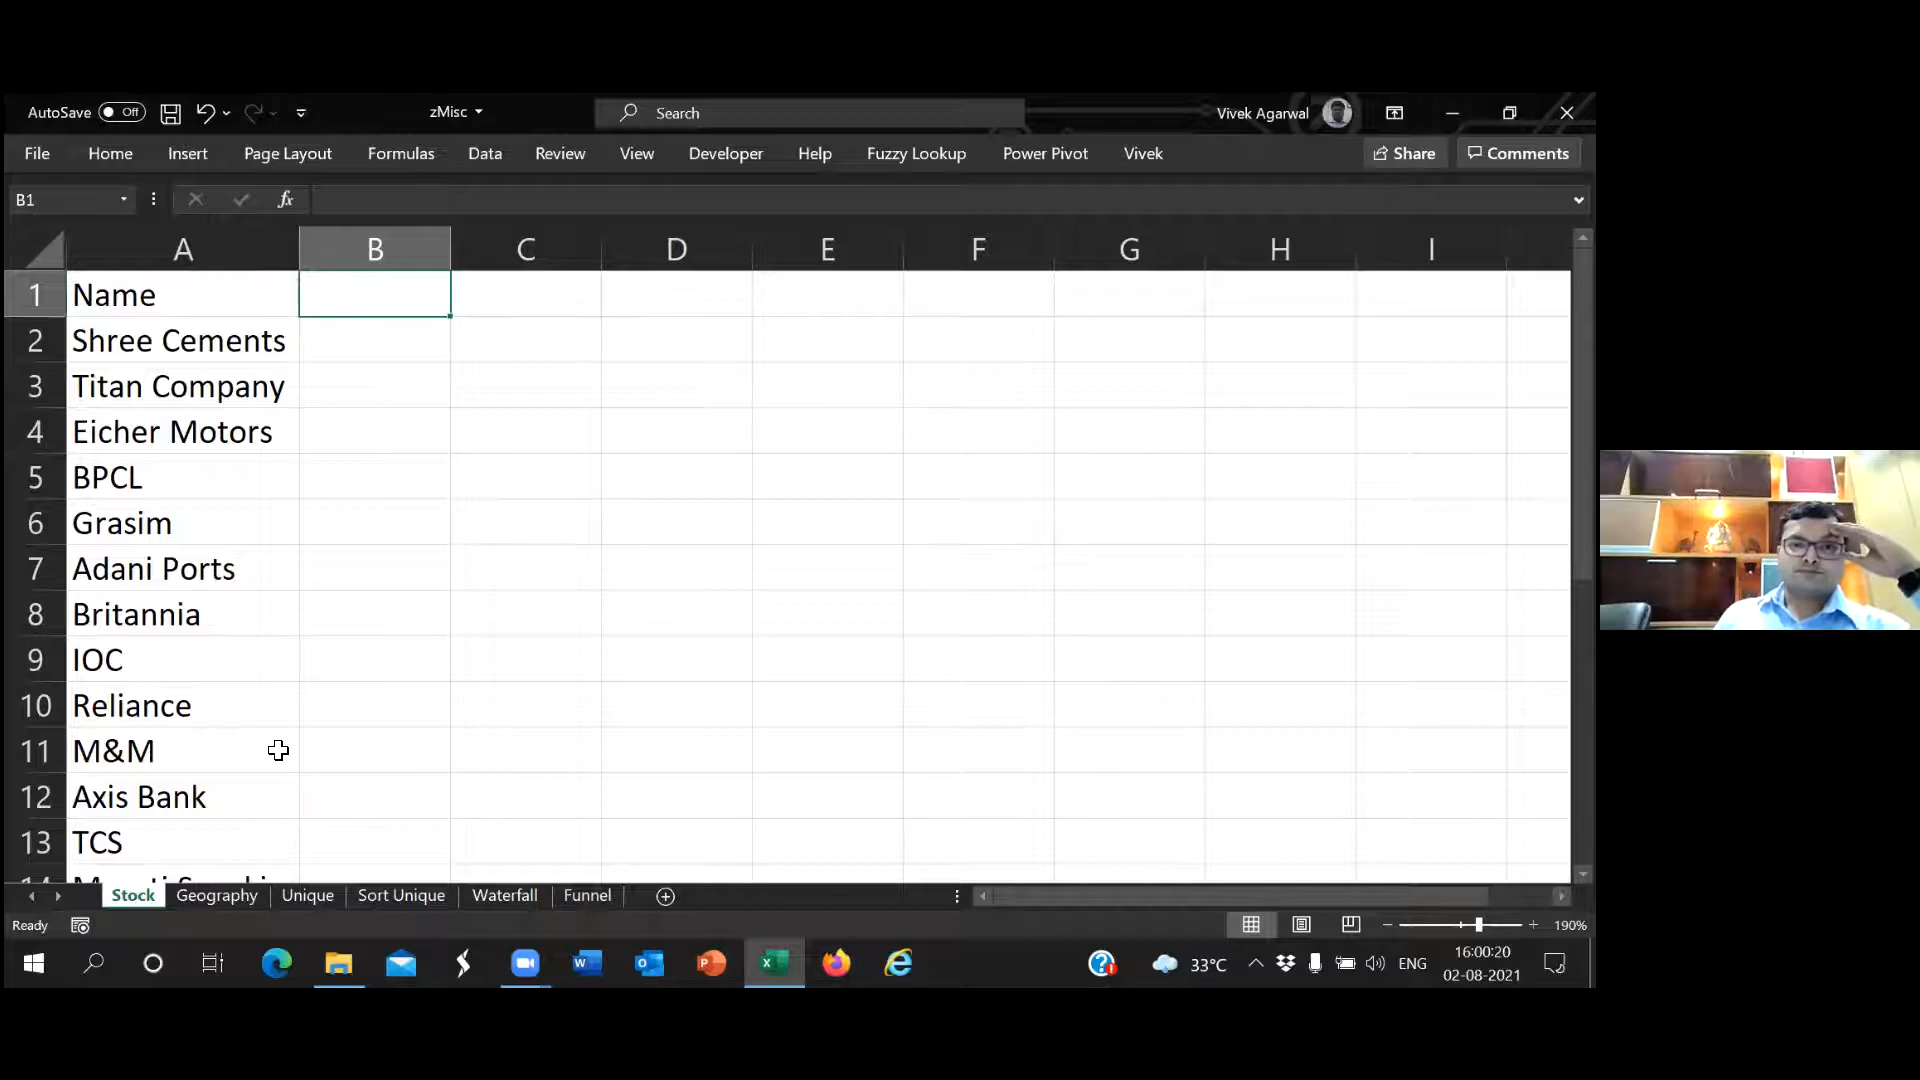 AutoSave Off zMisc Search Vivek Agarwal
File Home Insert Page Layout Formulas Data Review View Developer Help Fuzzy Lookup Power Pivot Vivek Share Comments
B1 fx
A B C D E F G H I
1 Name
2 Shree Cements
3 Titan Company
4 Eicher Motors
5 BPCL
6 Grasim
7 Adani Ports
8 Britannia
9 IOC
10 Reliance
11 M&M
12 Axis Bank
13 TCS
Stock Geography Unique Sort Unique Waterfall Funnel
Ready 190%
33°C ENG 16:00:20
02-08-2021